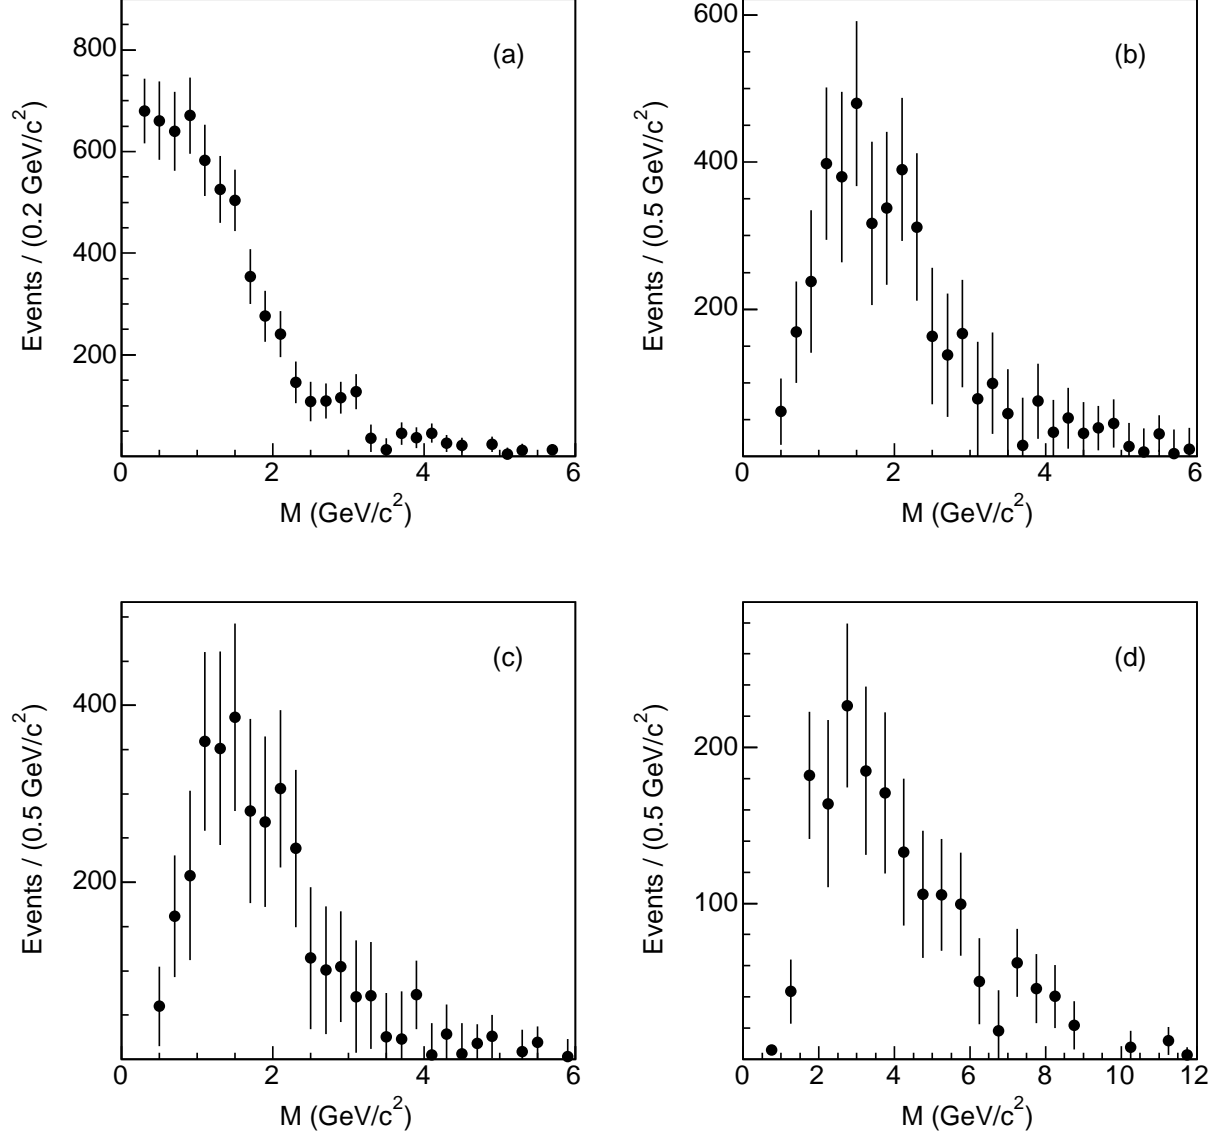 (a)
800
600
400
200
0 2 4 6
Events / (0.2 GeV/c²)
M (GeV/c²)
(b)
600
400
200
0 2 4 6
Events / (0.5 GeV/c²)
M (GeV/c²)
(c)
400
200
0 2 4 6
Events / (0.5 GeV/c²)
M (GeV/c²)
(d)
200
100
0 2 4 6 8 10 12
Events / (0.5 GeV/c²)
M (GeV/c²)